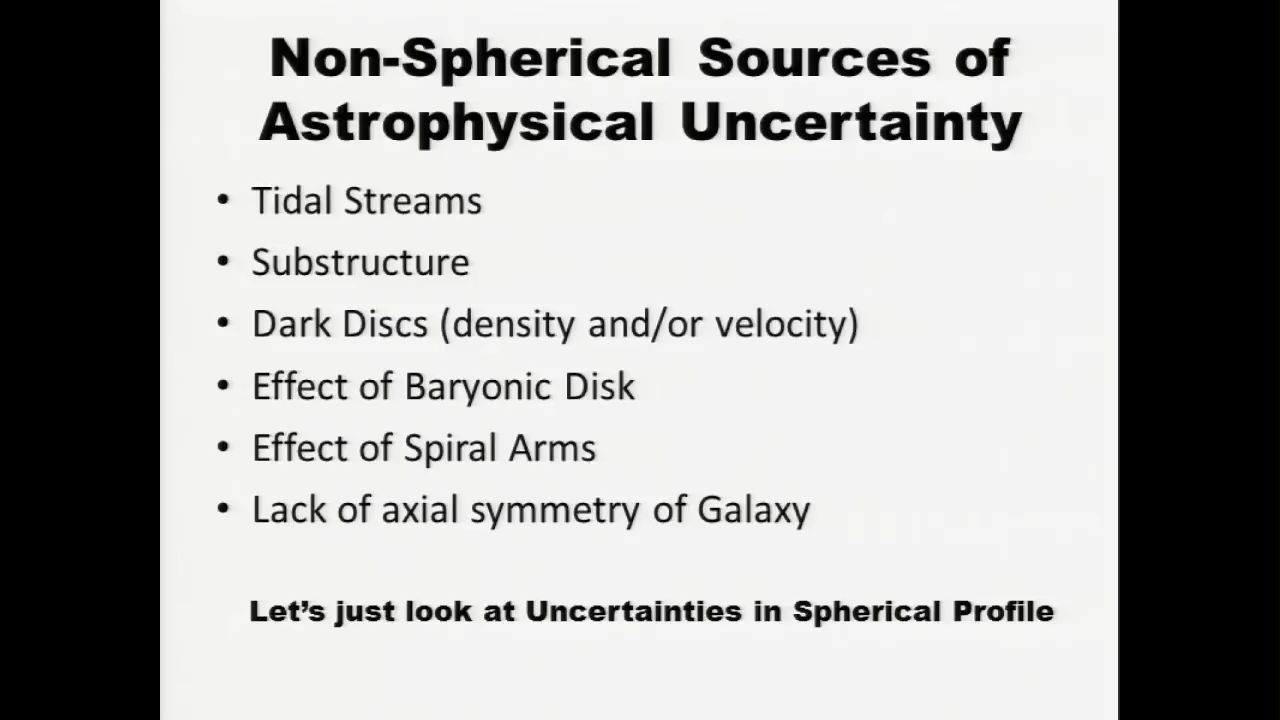 Non-Spherical Sources of
Astrophysical Uncertainty
• Tidal Streams
• Substructure
• Dark Discs (density and/or velocity)
• Effect of Baryonic Disk
• Effect of Spiral Arms
• Lack of axial symmetry of Galaxy
Let’s just look at Uncertainties in Spherical Profile